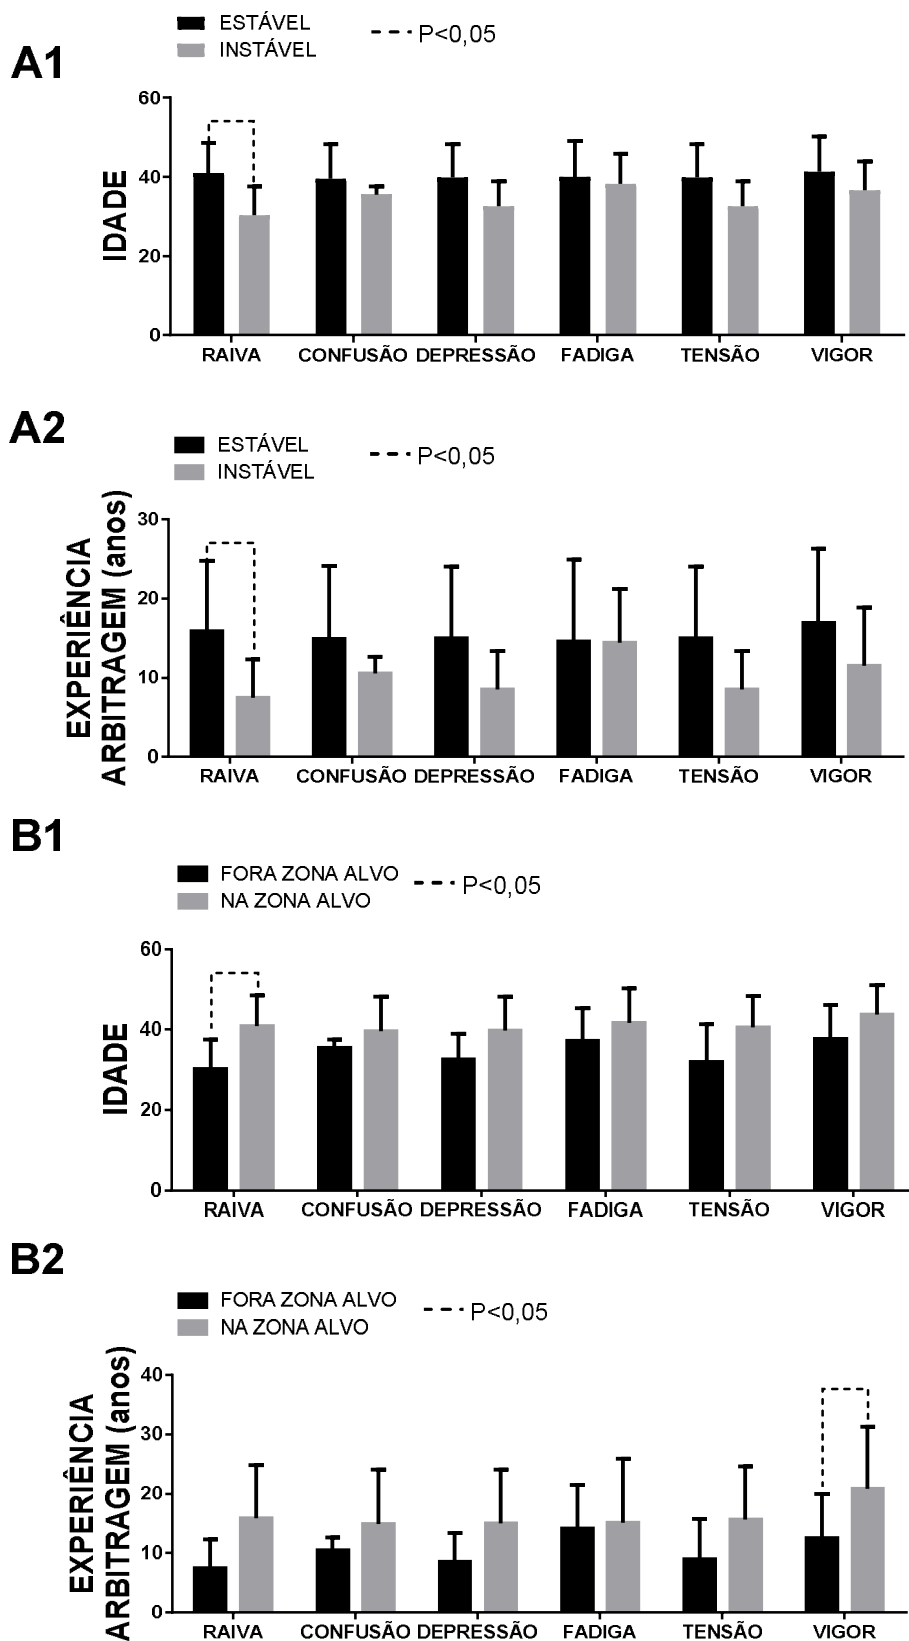 A1
ESTÁVEL
INSTÁVEL
P<0,05
IDADE
60
40
20
0
RAIVA CONFUSÃO DEPRESSÃO FADIGA TENSÃO VIGOR
A2
ESTÁVEL
INSTÁVEL
P<0,05
EXPERIÊNCIA
ARBITRAGEM (anos)
30
20
10
0
RAIVA CONFUSÃO DEPRESSÃO FADIGA TENSÃO VIGOR
B1
FORA ZONA ALVO
NA ZONA ALVO
P<0,05
IDADE
60
40
20
0
RAIVA CONFUSÃO DEPRESSÃO FADIGA TENSÃO VIGOR
B2
FORA ZONA ALVO
NA ZONA ALVO
P<0,05
EXPERIÊNCIA
ARBITRAGEM (anos)
40
30
20
10
0
RAIVA CONFUSÃO DEPRESSÃO FADIGA TENSÃO VIGOR